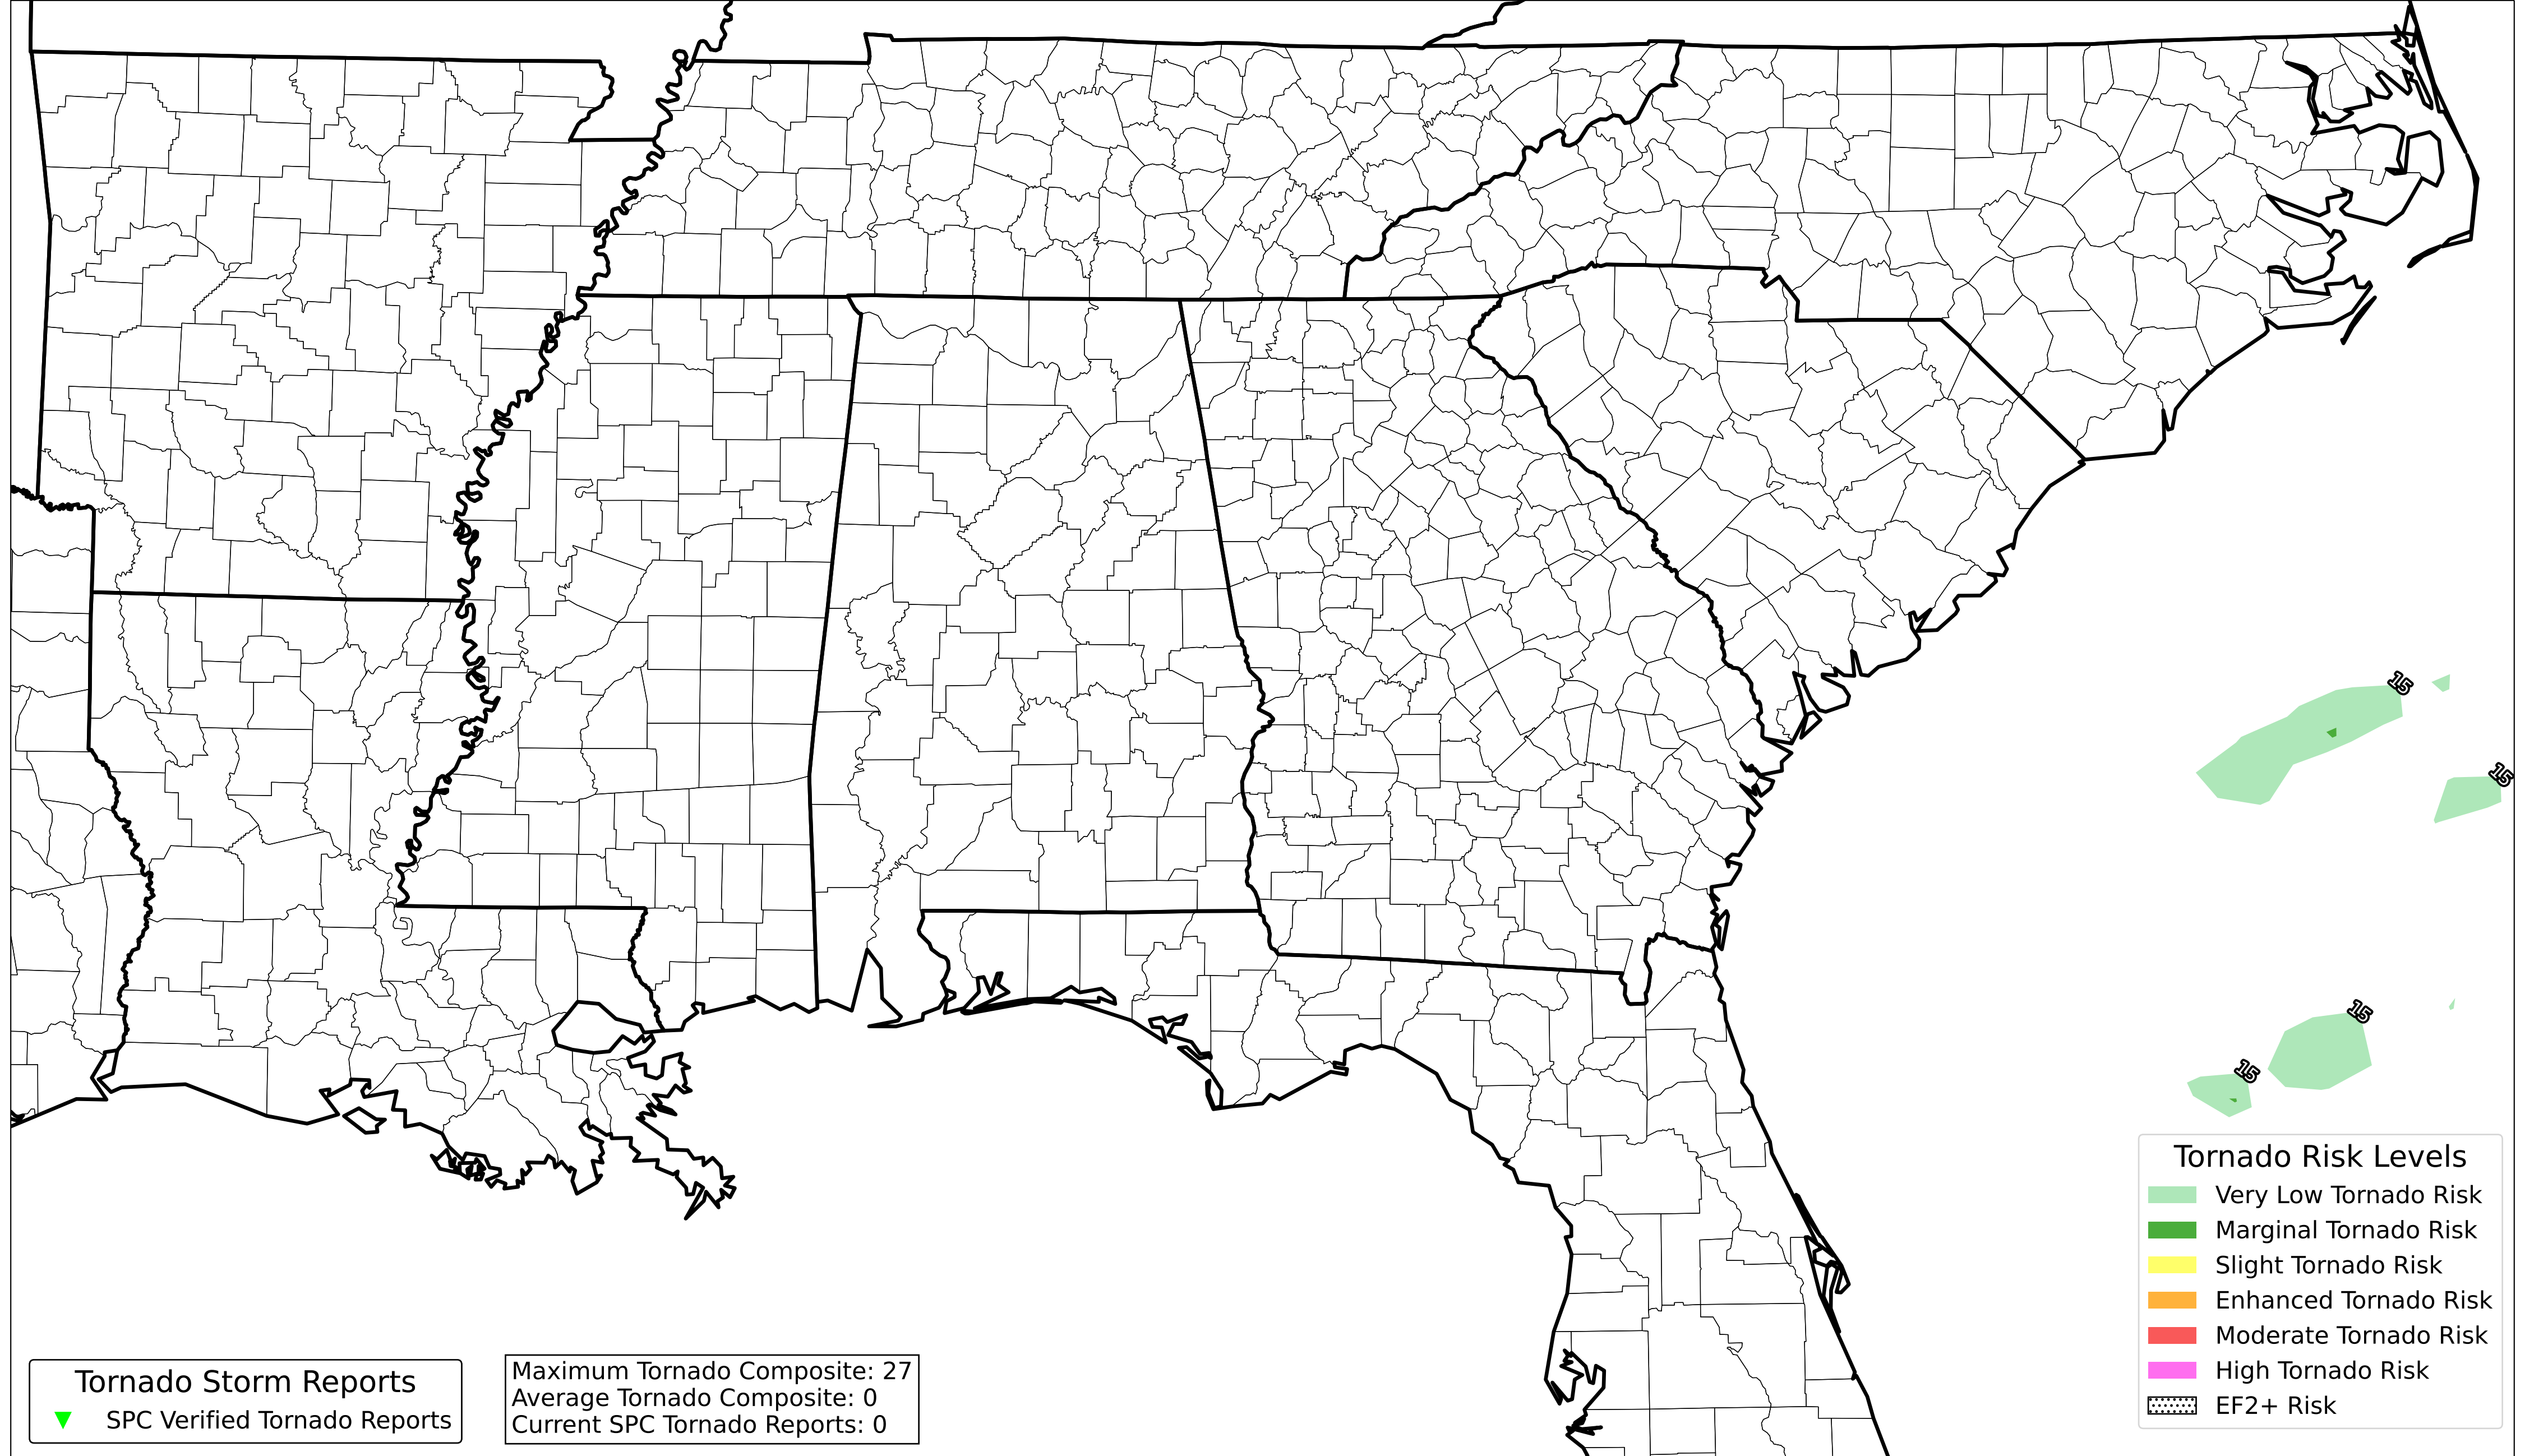 15
15
15
15
Tornado Risk Levels
Very Low Tornado Risk
Marginal Tornado Risk
Slight Tornado Risk
Enhanced Tornado Risk
Moderate Tornado Risk
High Tornado Risk
EF2+ Risk
Tornado Storm Reports
SPC Verified Tornado Reports
Maximum Tornado Composite: 27
Average Tornado Composite: 0
Current SPC Tornado Reports: 0